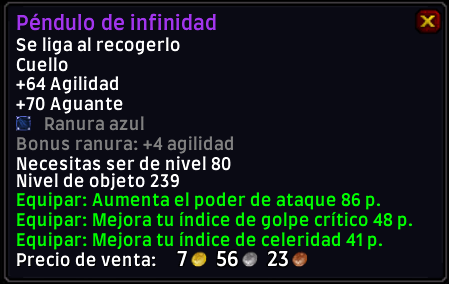 Péndulo de infinidad
Se liga al recogerlo
Cuello
+64 Agilidad
+70 Aguante
Ranura azul
Bonus ranura: +4 agilidad
Necesitas ser de nivel 80
Nivel de objeto 239
Equipar: Aumenta el poder de ataque 86 p.
Equipar: Mejora tu índice de golpe crítico 48 p.
Equipar: Mejora tu índice de celeridad 41 p.
Precio de venta: 7 56 23